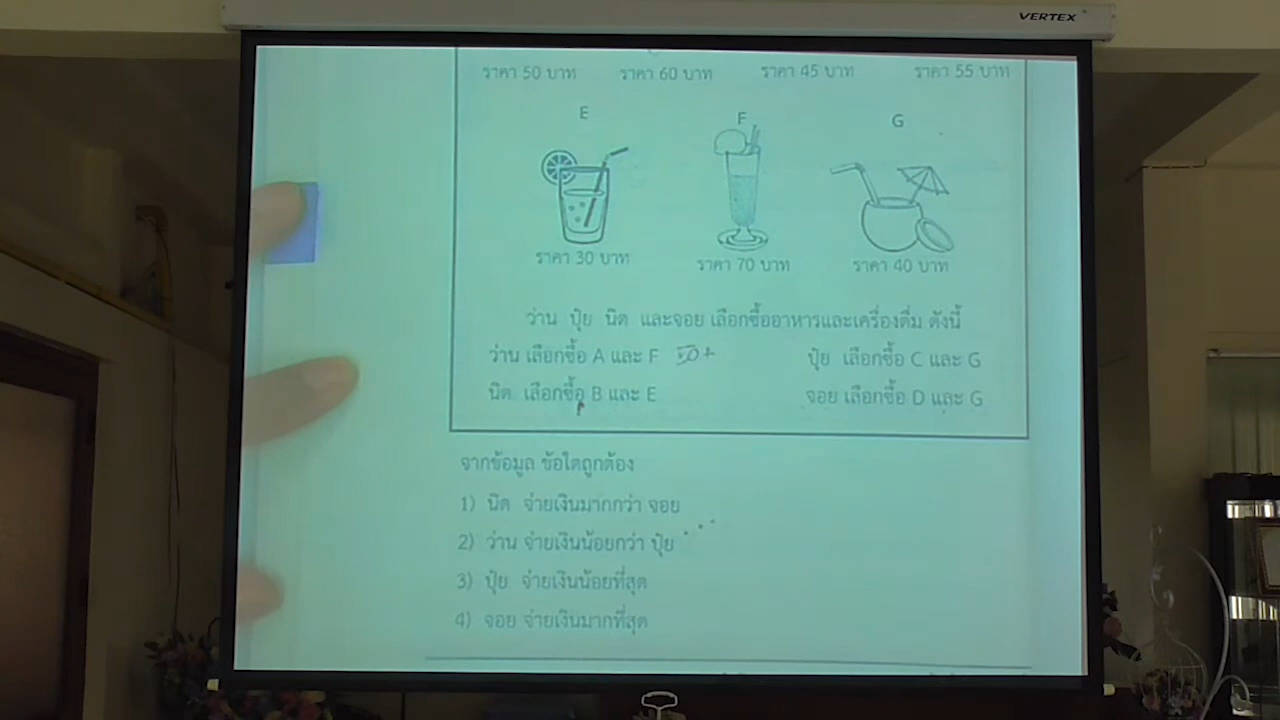 VERTEX
ราคา 50 บาท ราคา 60 บาท ราคา 45 บาท ราคา 55 บาท
E F G
ราคา 30 บาท ราคา 70 บาท ราคา 40 บาท
ว่าน ปุ๋ย นิด และจอย เลือกซื้ออาหารและเครื่องดื่ม ดังนี้
ว่าน เลือกซื้อ A และ F 50+ ปุ๋ย เลือกซื้อ C และ G
นิด เลือกซื้อ B และ E จอย เลือกซื้อ D และ G
จากข้อมูล ข้อใดถูกต้อง
1) นิด จ่ายเงินมากกว่า จอย
2) ว่าน จ่ายเงินน้อยกว่า ปุ๋ย
3) ปุ๋ย จ่ายเงินน้อยที่สุด
4) จอย จ่ายเงินมากที่สุด